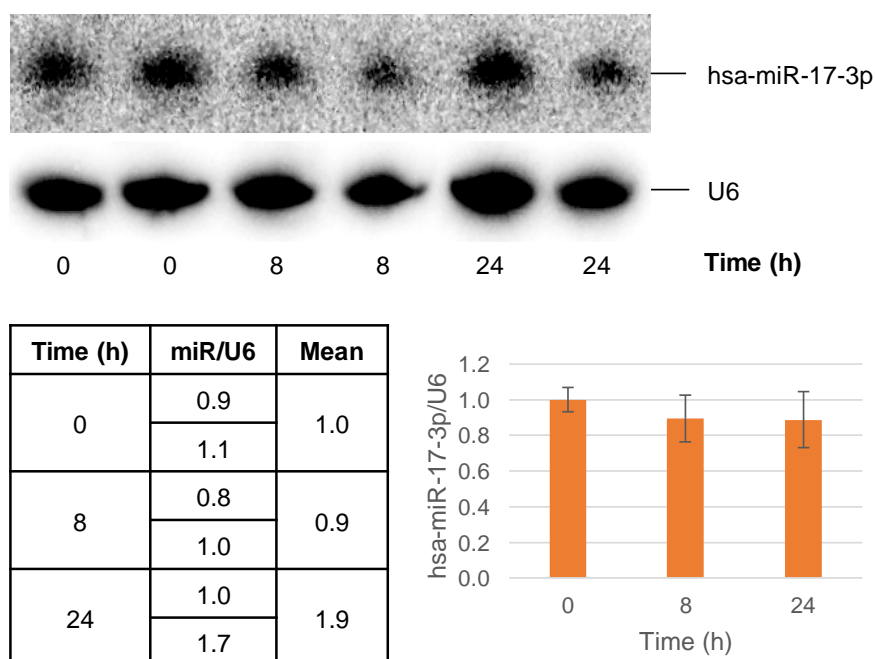 hsa-miR-17-3p
U6
0 0 8 8 24 24 Time (h)
Time (h) miR/U6 Mean
0 0.9 1.0
1.1
8 0.8 0.9
1.0
24 1.0 1.9
1.7
hsa-miR-17-3p/U6
1.2
1.0
0.8
0.6
0.4
0.2
0.0
0 8 24
Time (h)